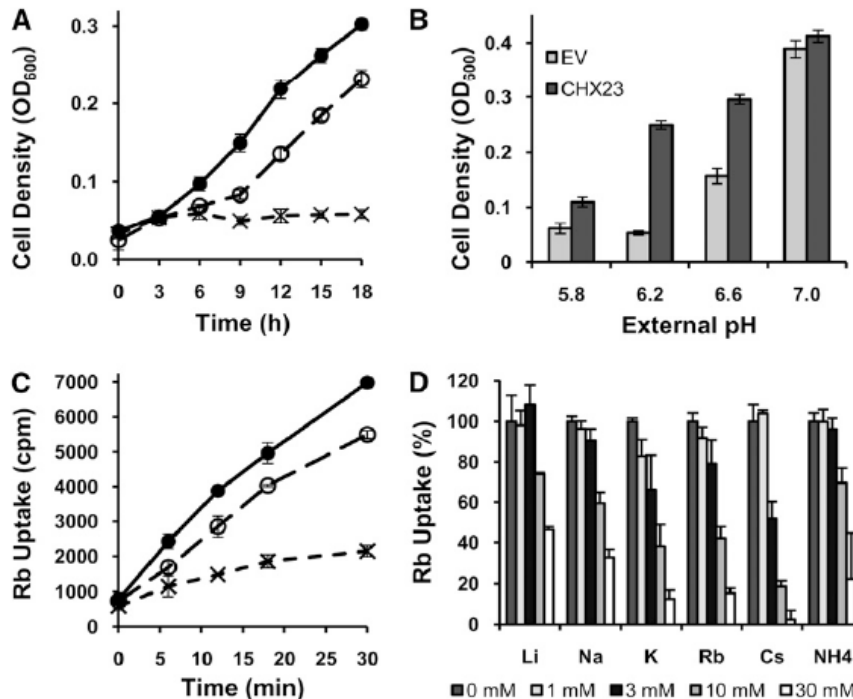 A
Cell Density (OD600)
0.3
0.2
0.1
0.0
0 3 6 9 12 15 18
Time (h)
B
Cell Density (OD600)
0.4
0.3
0.2
0.1
0
EV
CHX23
5.8 6.2 6.6 7.0
External pH
C
Rb Uptake (cpm)
7000
6000
5000
4000
3000
2000
1000
0
0 5 10 15 20 25 30
Time (min)
D
Rb Uptake (%)
120
100
80
60
40
20
0
Li Na K Rb Cs NH4
0 mM 1 mM 3 mM 10 mM 30 mM